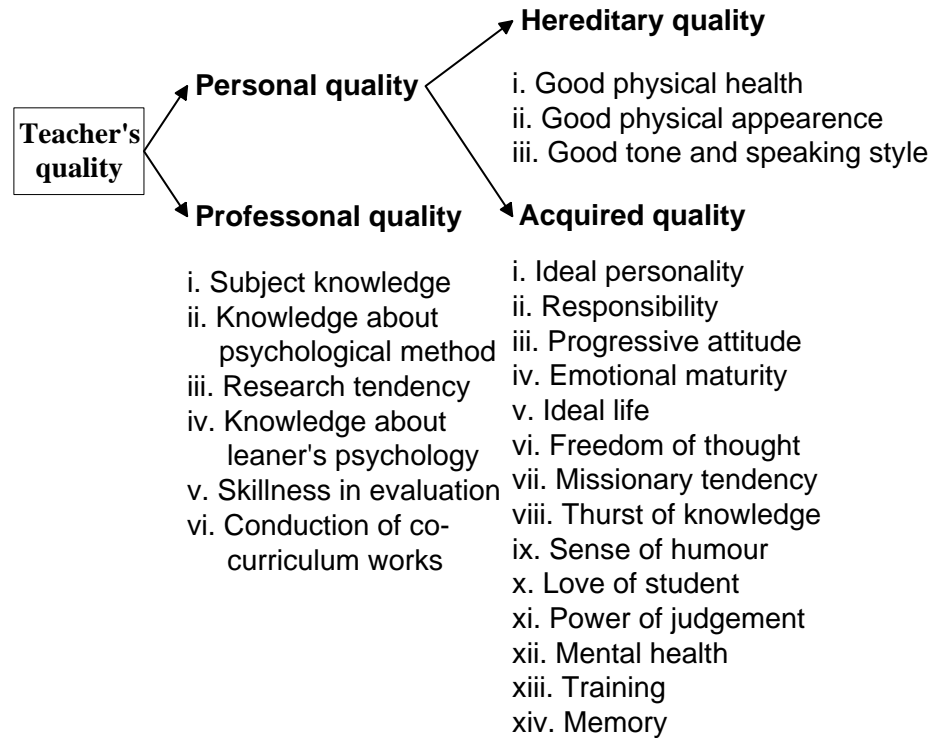 Teacher's
quality
Personal quality
Hereditary quality
i. Good physical health
ii. Good physical appearence
iii. Good tone and speaking style
Acquired quality
i. Ideal personality
ii. Responsibility
iii. Progressive attitude
iv. Emotional maturity
v. Ideal life
vi. Freedom of thought
vii. Missionary tendency
viii. Thurst of knowledge
ix. Sense of humour
x. Love of student
xi. Power of judgement
xii. Mental health
xiii. Training
xiv. Memory
Professonal quality
i. Subject knowledge
ii. Knowledge about
psychological method
iii. Research tendency
iv. Knowledge about
leaner's psychology
v. Skillness in evaluation
vi. Conduction of co-
curriculum works